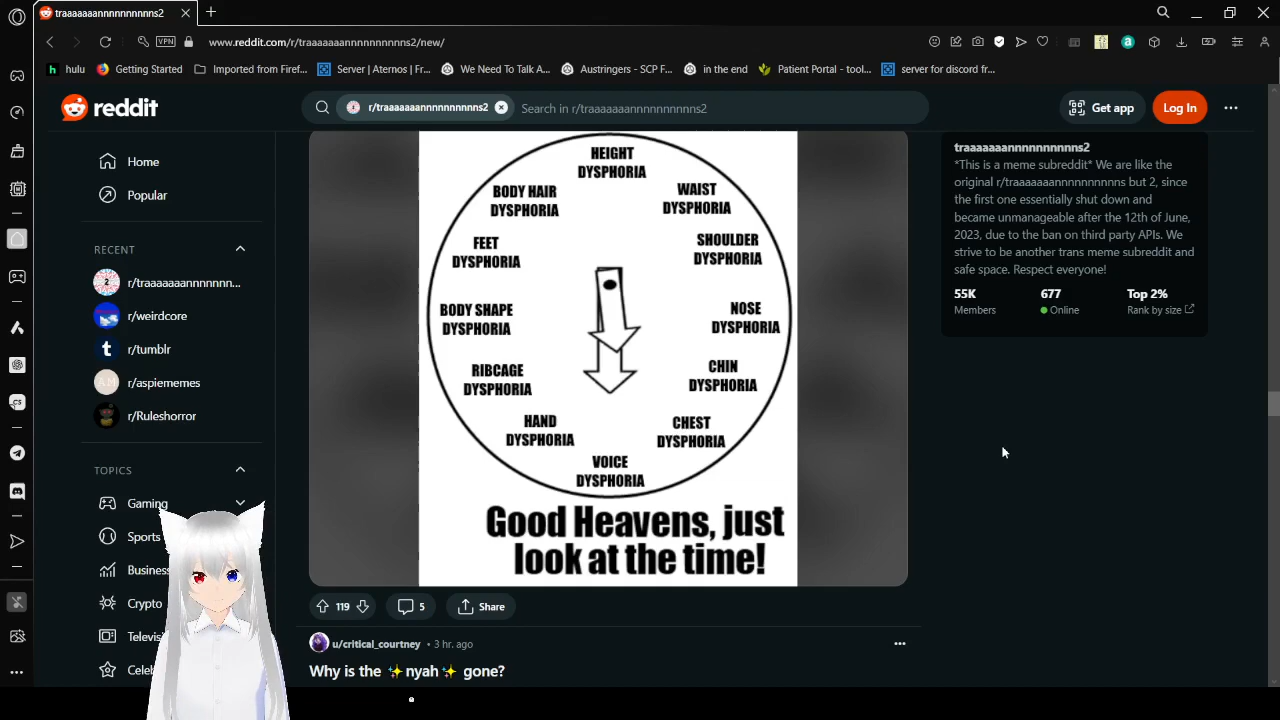 traaaaaaannnnnnnnnns2
www.reddit.com/r/traaaaaaannnnnnnnnns2/new/
VPN
hulu
Getting Started
Imported from Firef...
Server | Aternos | Fr...
We Need To Talk A...
Austringers - SCP F...
in the end
Patient Portal - tool...
server for discord fr...
reddit
r/traaaaaaannnnnnnnnns2
Search in r/traaaaaaannnnnnnnnns2
Get app
Log In
Home
Popular
RECENT
r/traaaaaaannnnnnn...
r/weirdcore
r/tumblr
r/aspiememes
r/Ruleshorror
TOPICS
Gaming
Sports
Business
Crypto
Televisi
Celeb
HEIGHT
DYSPHORIA
WAIST
DYSPHORIA
SHOULDER
DYSPHORIA
NOSE
DYSPHORIA
CHIN
DYSPHORIA
CHEST
DYSPHORIA
VOICE
DYSPHORIA
HAND
DYSPHORIA
RIBCAGE
DYSPHORIA
BODY SHAPE
DYSPHORIA
FEET
DYSPHORIA
BODY HAIR
DYSPHORIA
Good Heavens, just
look at the time!
119
5
Share
u/critical_courtney • 3 hr. ago
Why is the ✨nyah✨ gone?
traaaaaaannnnnnnnnns2
*This is a meme subreddit* We are like the
original r/traaaaaaannnnnnnnnns but 2, since
the first one essentially shut down and
became unmanageable after the 12th of June,
2023, due to the ban on third party APIs. We
strive to be another trans meme subreddit and
safe space. Respect everyone!
55K
Members
677
Online
Top 2%
Rank by size